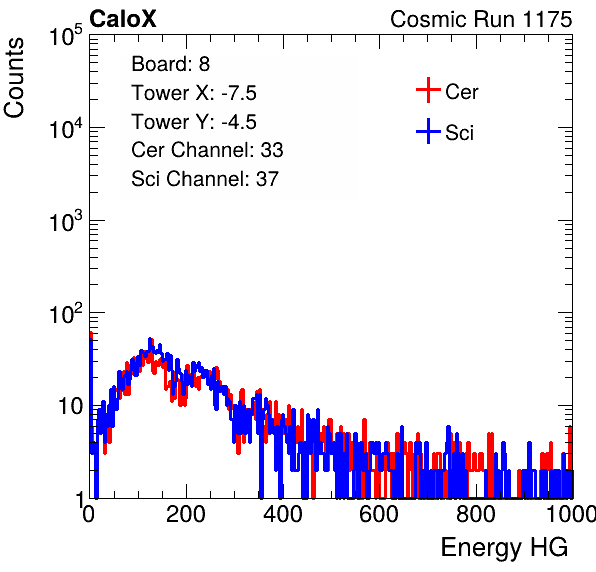 CaloX Cosmic Run 1175
Counts
10^5
10^4
10^3
10^2
10
1
Board: 8
Tower X: -7.5
Tower Y: -4.5
Cer Channel: 33
Sci Channel: 37
Cer
Sci
0 200 400 600 800 1000
Energy HG